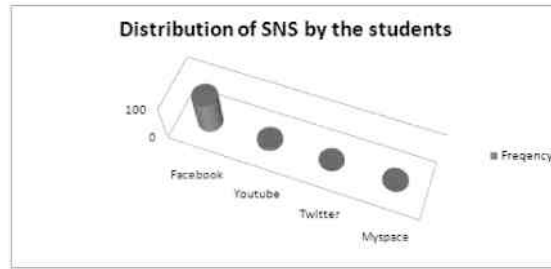 Distribution of SNS by the students
100
0
Facebook
Youtube
Twitter
Myspace
Freqency